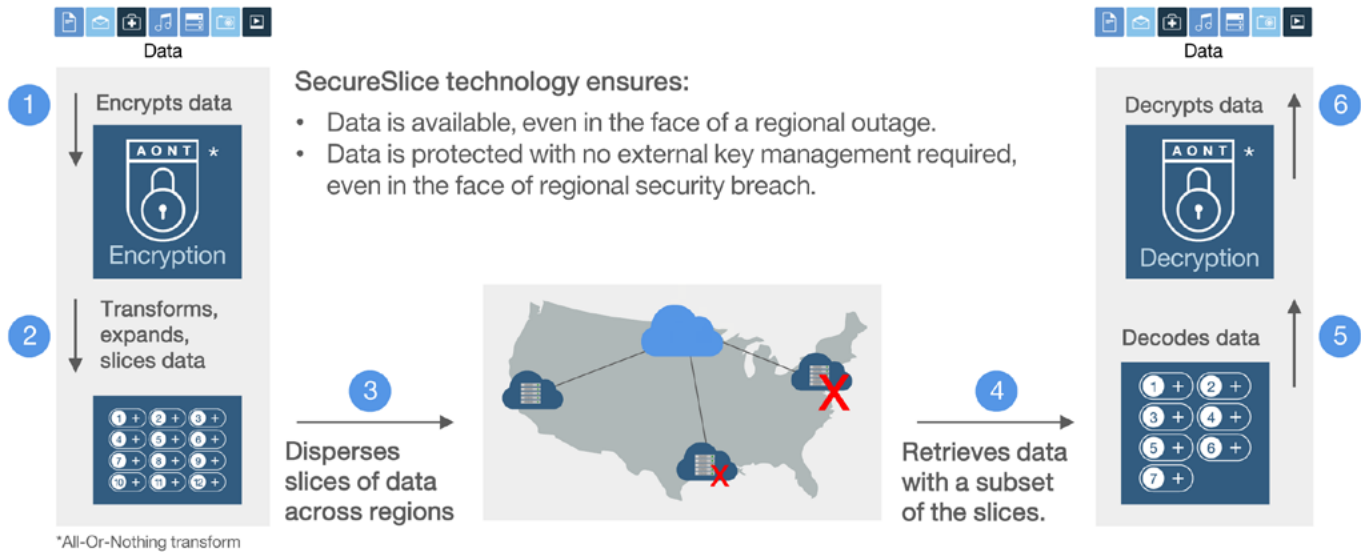 Data
1
Encrypts data
AONT *
Encryption
2
Transforms,
expands,
slices data
1 + 2 + 3 +
4 + 5 + 6 +
7 + 8 + 9 +
10 + 11 + 12 +
*All-Or-Nothing transform
SecureSlice technology ensures:
• Data is available, even in the face of a regional outage.
• Data is protected with no external key management required,
even in the face of regional security breach.
3
Disperses
slices of data
across regions
X
X
4
Retrieves data
with a subset
of the slices.
Data
Decrypts data
6
AONT *
Decryption
Decodes data
5
1 + 2 +
3 + 4 +
5 + 6 +
7 +